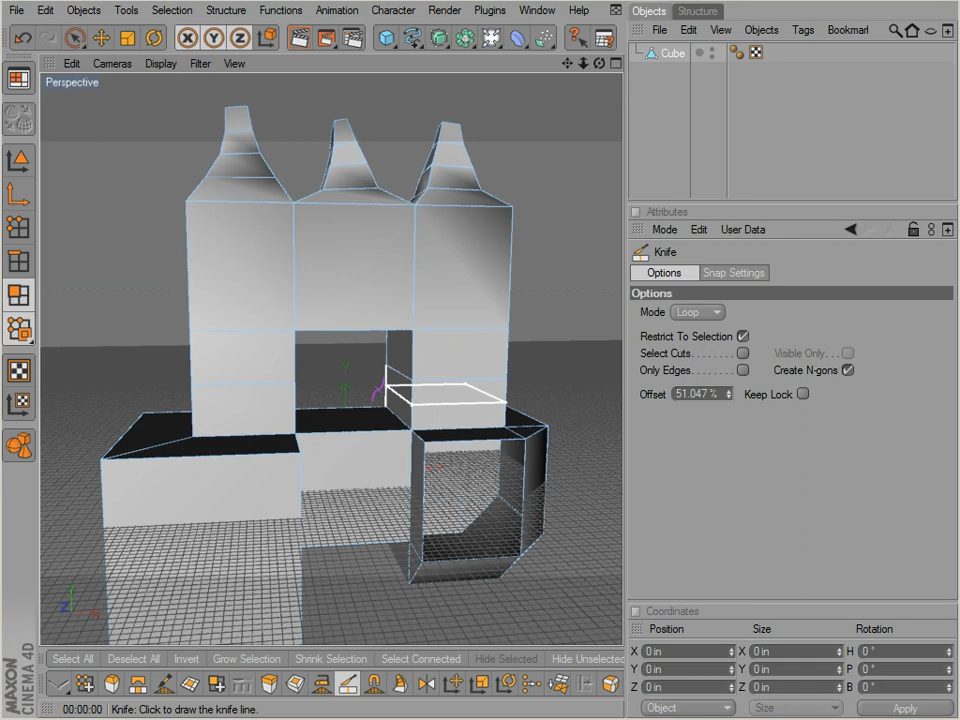 File Edit Objects Tools Selection Structure Functions Animation Character Render Plugins Window Help
Objects Structure
File Edit View Objects Tags Bookmark
Cube
X Y Z
Edit Cameras Display Filter View
Perspective
Attributes
Mode Edit User Data
Knife
Options Snap Settings
Options
Mode Loop
Restrict To Selection
Select Cuts Visible Only
Only Edges Create N-gons
Offset 51.047 % Keep Lock
Y
Z
Coordinates
Position Size Rotation
X 0 in X 0 in H 0 °
Y 0 in Y 0 in P 0 °
Z 0 in Z 0 in B 0 °
Object Size Apply
Select All Deselect All Invert Grow Selection Shrink Selection Select Connected Hide Selected Hide Unselected
00:00:00 Knife: Click to draw the knife line.
MAXON
CINEMA 4D